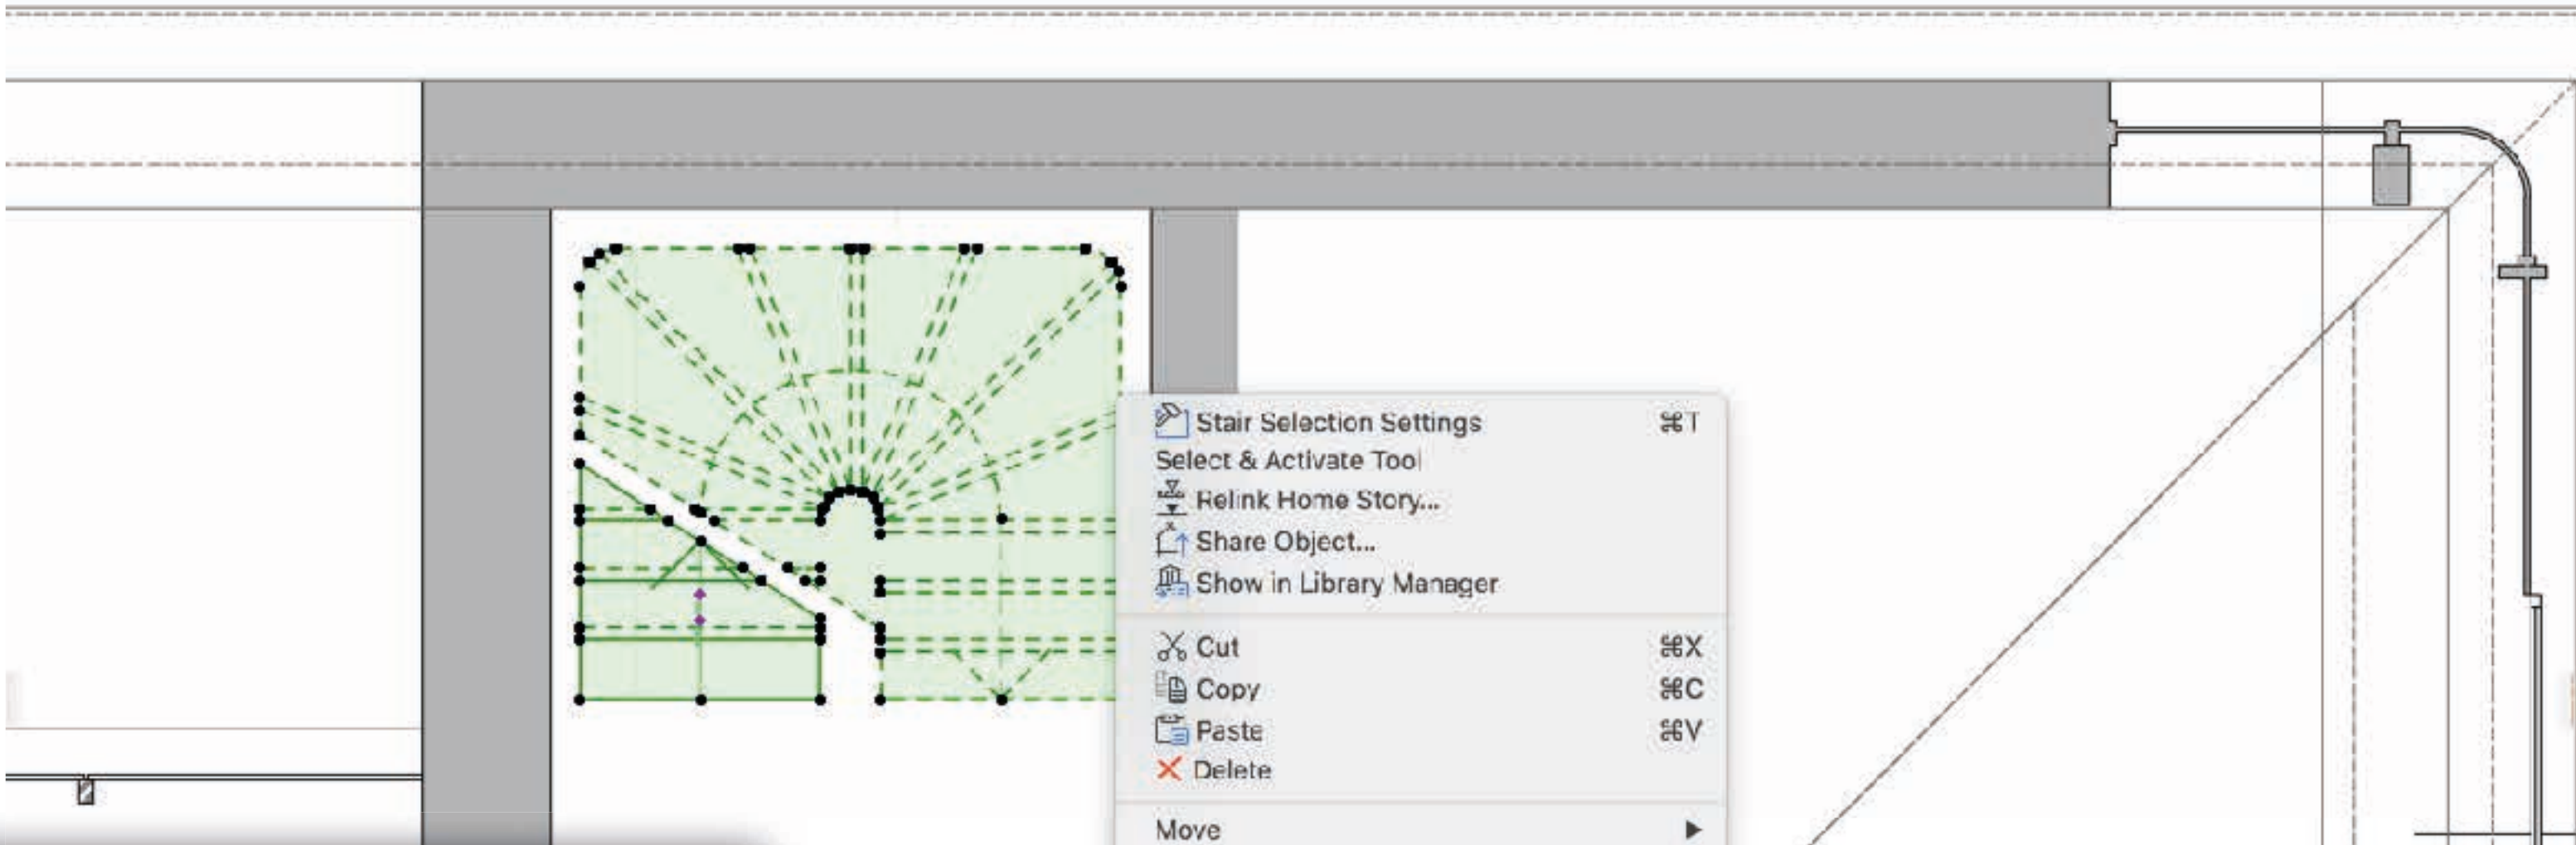 Stair Selection Settings ⌘T
Select & Activate Tool
Relink Home Story...
Share Object...
Show in Library Manager
Cut ⌘X
Copy ⌘C
Paste ⌘V
Delete
Move ▶